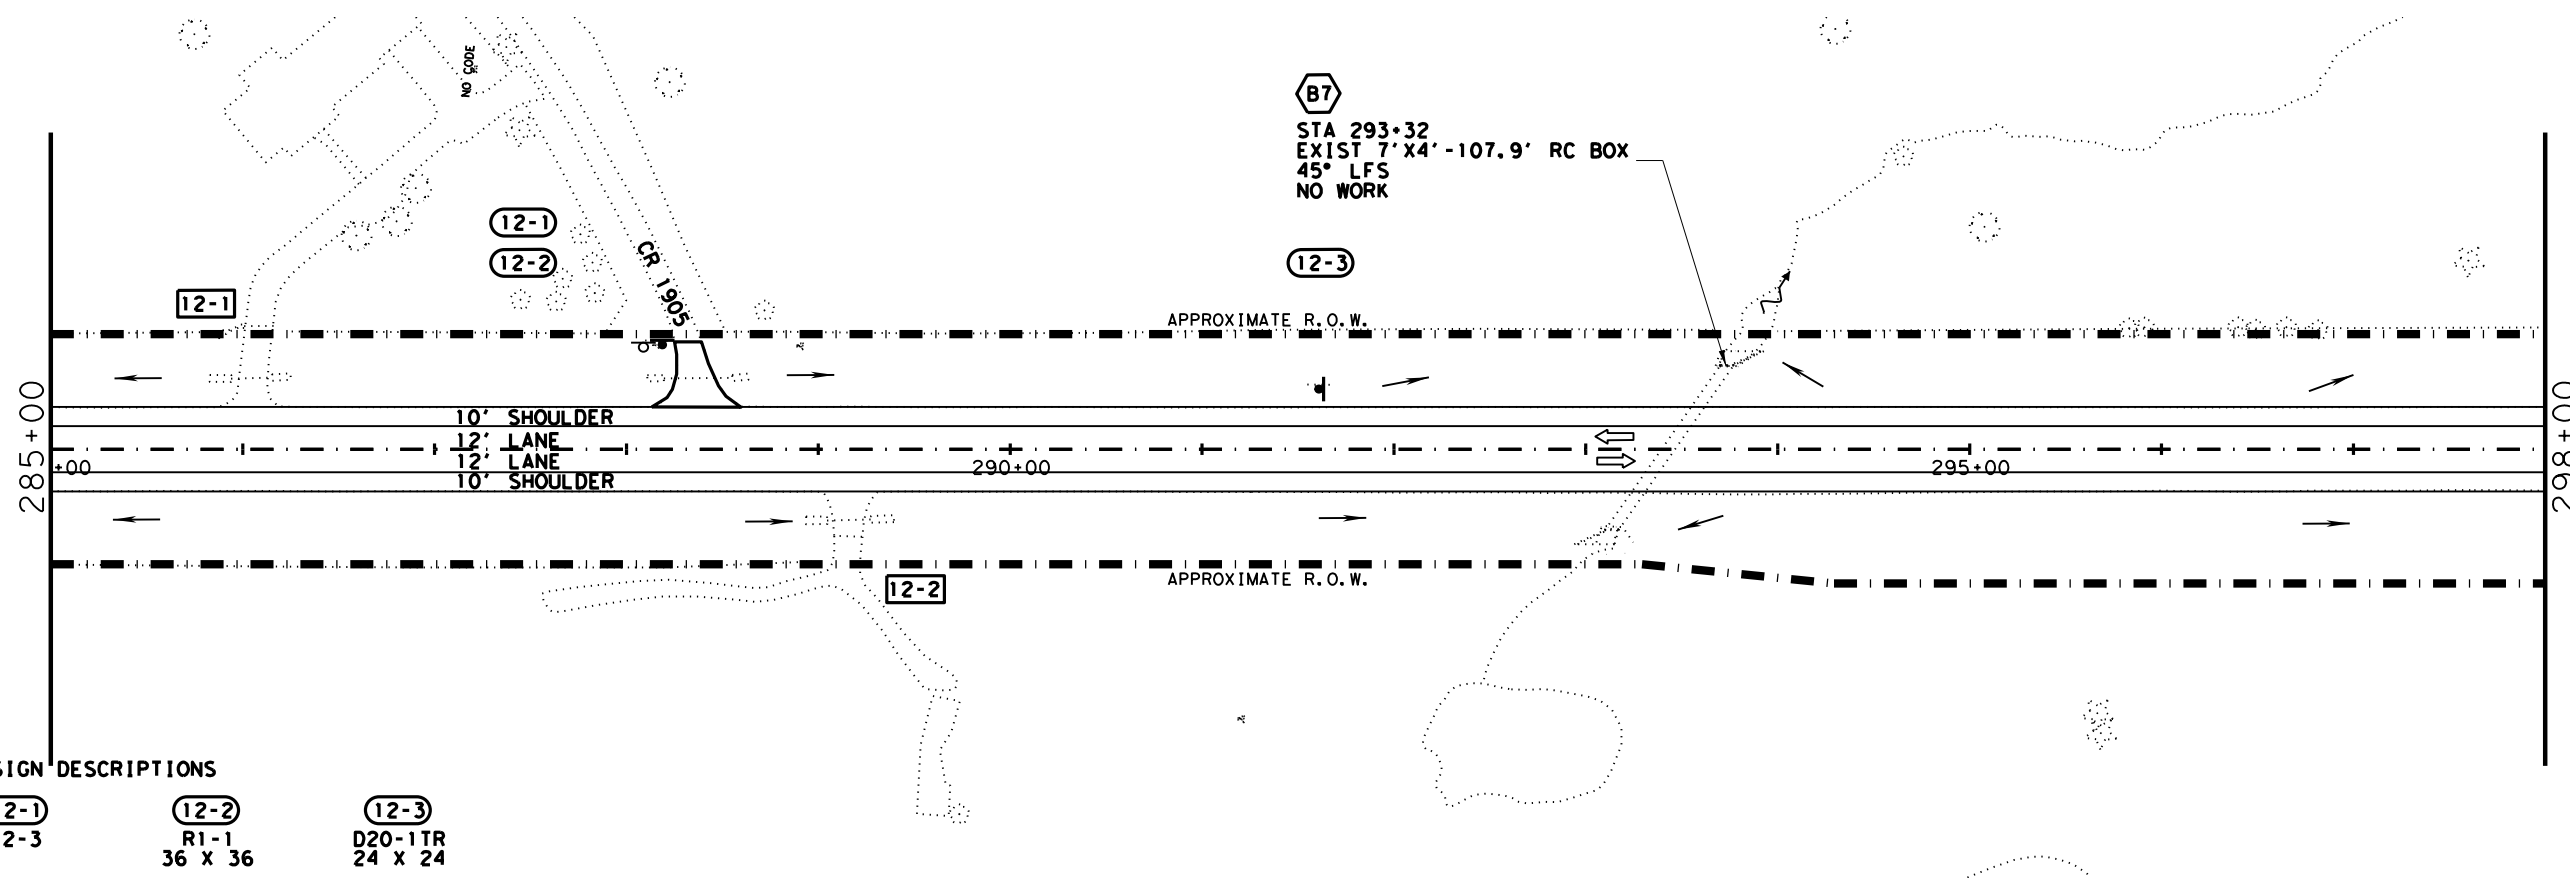 NO CODE
B7
STA 293+32
EXIST 7'X4'-107.9' RC BOX
45° LFS
NO WORK
12-1
12-2
12-3
CR 1905
12-1
APPROXIMATE R.O.W.
285+00
298+00
10' SHOULDER
12' LANE
12' LANE
10' SHOULDER
+00
290+00
295+00
12-2
APPROXIMATE R.O.W.
SIGN DESCRIPTIONS
2-1
12-2
12-3
2-3
R1-1
D20-1TR
36 X 36
24 X 24